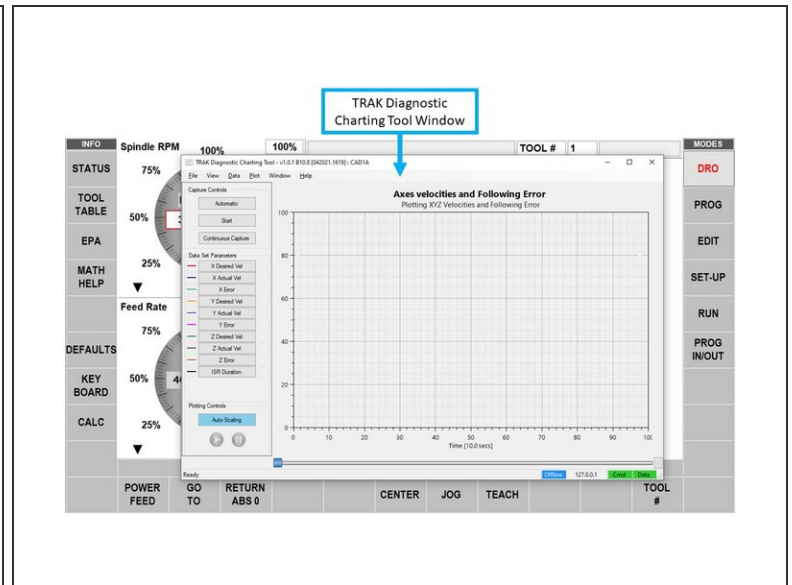 TRAK Diagnostic
Charting Tool Window
INFO
Spindle RPM
100%
100%
TOOL #
1
MODES
STATUS
TOOL
TABLE
EPA
MATH
HELP
DEFAULTS
KEY
BOARD
CALC
75%
50%
25%
Feed Rate
75%
50%
25%
TRAK Diagnostic Charting Tool - v1.0.1 B10.8 [042021.1619] : CAD1A
File View Data Plot Window Help
Capture Controls
Automatic
Start
Continuous Capture
Data Set Parameters
X Desired Vel
X Actual Vel
X Error
Y Desired Vel
Y Actual Vel
Y Error
Z Desired Vel
Z Actual Vel
Z Error
ISR Duration
Plotting Controls
Auto-Scaling
Axes velocities and Following Error
Plotting XYZ Velocities and Following Error
100
80
60
40
20
0
0 10 20 30 40 50 60 70 80 90
Time [10.0 secs]
Ready
Offline 127.0.0.1 Cmd Data
DRO
PROG
EDIT
SET-UP
RUN
PROG
IN/OUT
POWER
FEED
GO
TO
RETURN
ABS 0
CENTER
JOG
TEACH
TOOL
#